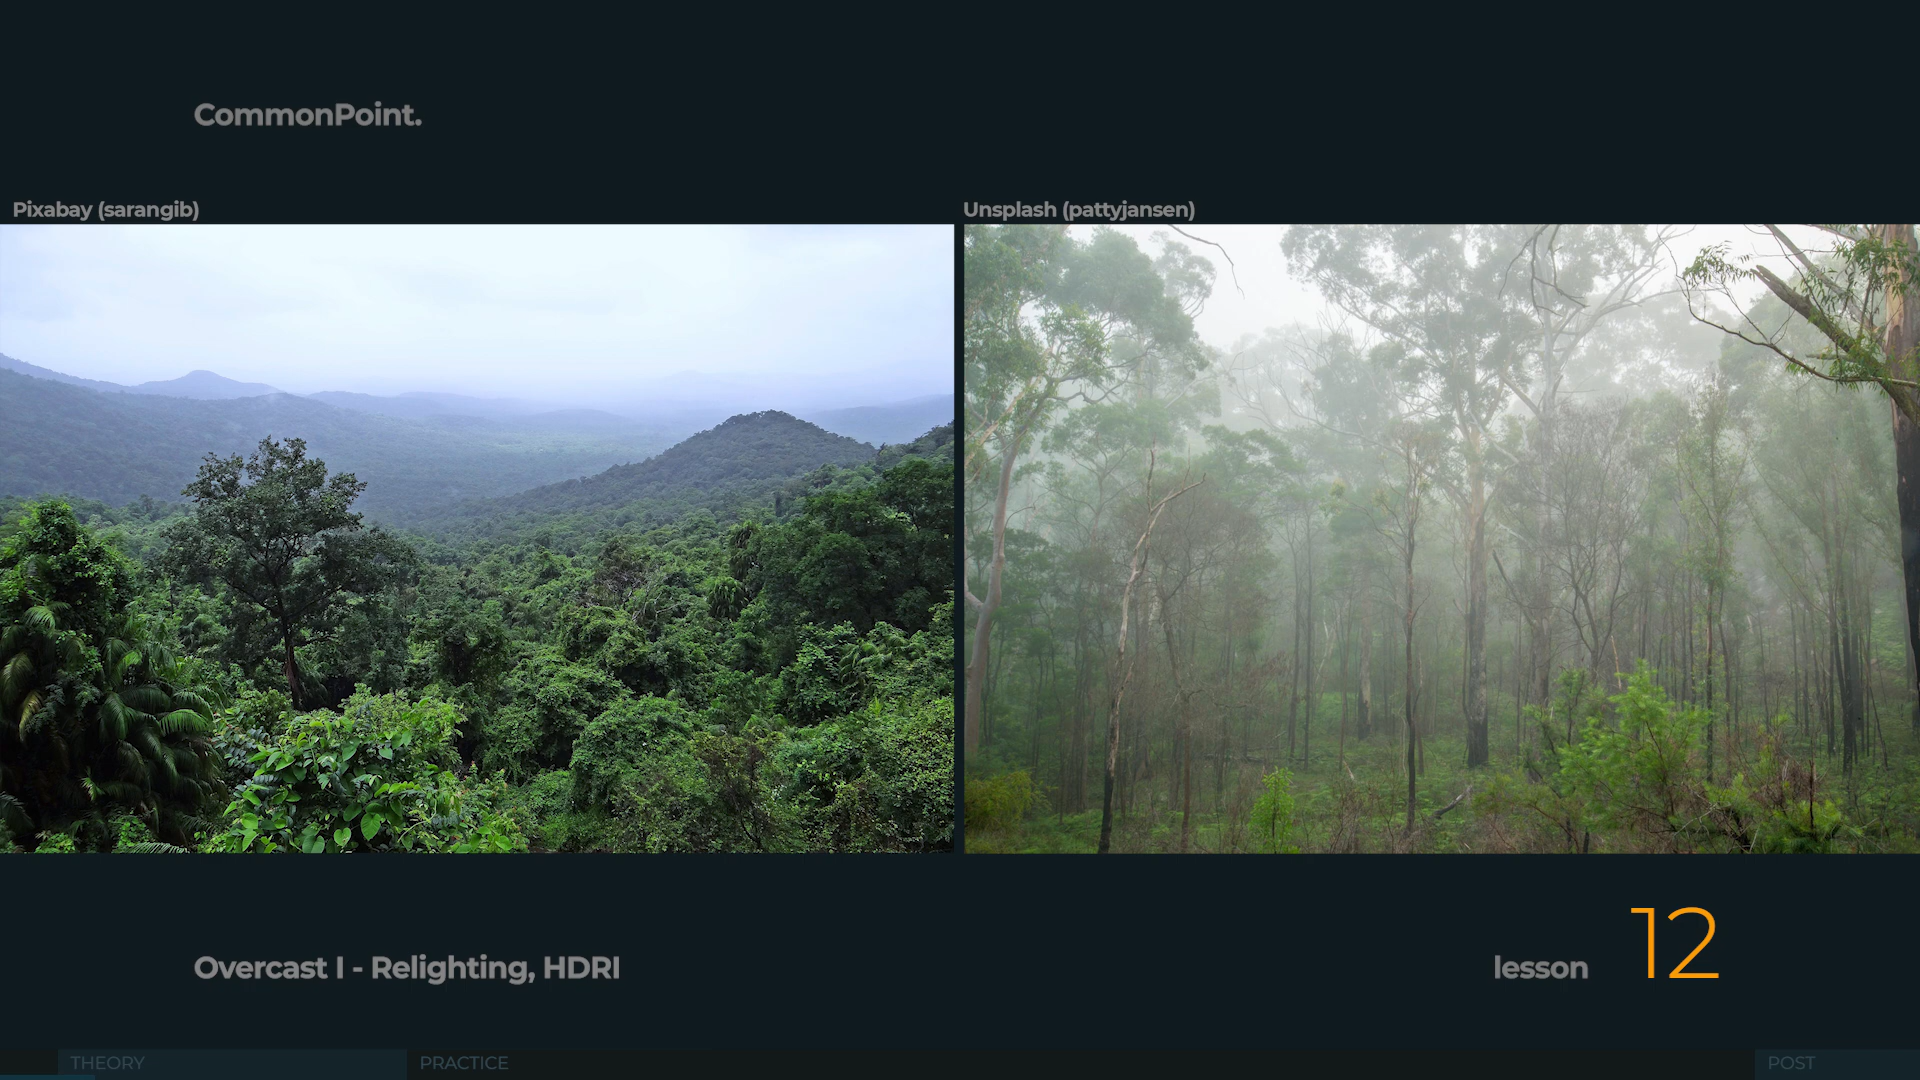 CommonPoint.
Pixabay (sarangib)
Unsplash (pattyjansen)
Overcast I - Relighting, HDRI
lesson 12
THEORY
PRACTICE
POST